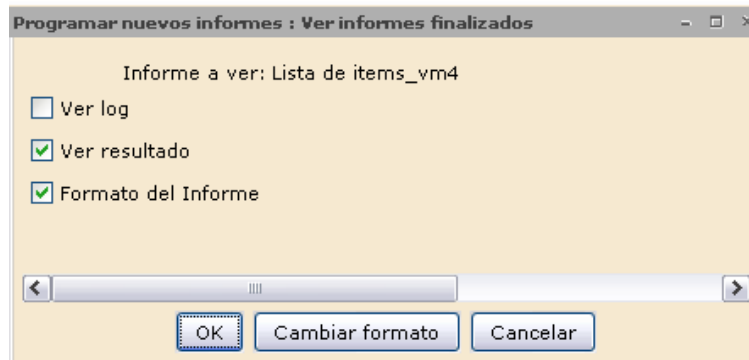 Programar nuevos informes : Ver informes finalizados
Informe a ver: Lista de items_vm4
Ver log
Ver resultado
Formato del Informe
OK Cambiar formato Cancelar